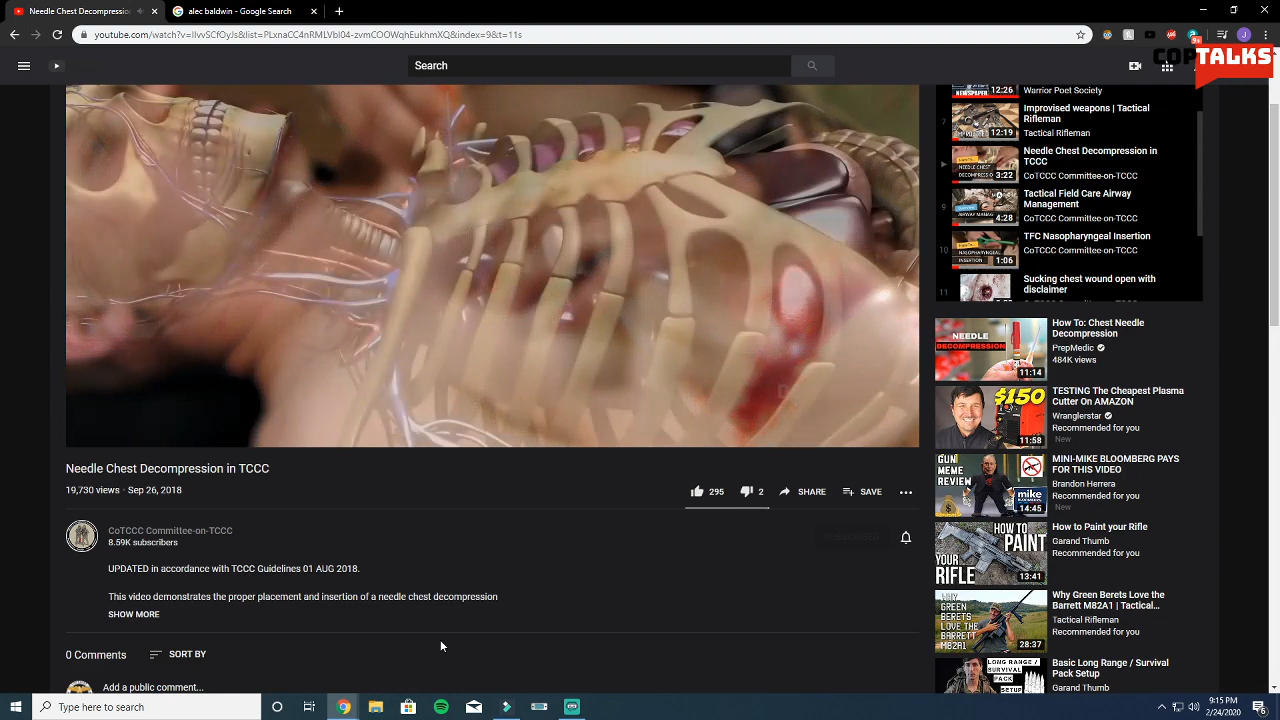 Needle Chest Decompression
alec baldwin - Google Search
youtube.com/watch?v=IIvvSCfOyJs&list=PLxnaCC4nRMLVbI04-zvmCOOWqhEukhmXQ&index=9&t=11s
COPTALKS
Search
12:26
Warrior Poet Society
7
Improvised weapons | Tactical
Rifleman
Tactical Rifleman
12:19
Needle Chest Decompression in
TCCC
CoTCCC Committee-on-TCCC
3:22
9
Tactical Field Care Airway
Management
CoTCCC Committee-on-TCCC
4:28
10
TFC Nasopharyngeal Insertion
CoTCCC Committee-on-TCCC
1:06
11
Sucking chest wound open with
disclaimer
NEEDLE
DECOMPRESSION
11:14
How To: Chest Needle
Decompression
PrepMedic
484K views
$150
11:58
TESTING The Cheapest Plasma
Cutter On AMAZON
Wranglerstar
Recommended for you
New
GUN
MEME
REVIEW
mike
BLOOMBERG
14:45
MINI-MIKE BLOOMBERG PAYS
FOR THIS VIDEO
Brandon Herrera
Recommended for you
New
HOW TO
PAINT
YOUR
RIFLE
13:41
How to Paint your Rifle
Garand Thumb
Recommended for you
WHY
GREEN
BERETS
LOVE THE
BARRETT
M82A1
28:37
Why Green Berets Love the
Barrett M82A1 | Tactical...
Tactical Rifleman
Recommended for you
LONG RANGE /
SURVIVAL
PACK
SETUP
Basic Long Range / Survival
Pack Setup
Garand Thumb
Needle Chest Decompression in TCCC
19,730 views · Sep 26, 2018
295
2
SHARE
SAVE
CoTCCC Committee-on-TCCC
8.59K subscribers
SUBSCRIBED
UPDATED in accordance with TCCC Guidelines 01 AUG 2018.
This video demonstrates the proper placement and insertion of a needle chest decompression
SHOW MORE
0 Comments
SORT BY
Add a public comment...
Type here to search
9:15 PM
2/24/2020
6